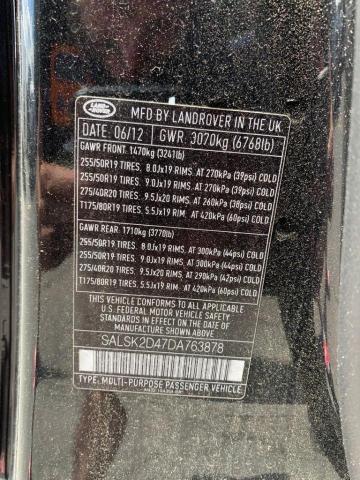 LAND ROVER
MFD BY LANDROVER IN THE UK
DATE: 06/12 GWR: 3070kg (6768lb)
GAWR FRONT: 1470kg (3241lb)
255/50R19 TIRES. 8.0Jx19 RIMS. AT 270kPA (39psi) COLD
255/50R19 TIRES. 9.0Jx19 RIMS. AT 270kPA (39psi) COLD
275/40R20 TIRES. 9.5Jx20 RIMS. AT 260kPA (38psi) COLD
T175/80R19 TIRES. 5.5Jx19 RIM. AT 420kPA (60psi) COLD
GAWR REAR: 1710kg (3770lb)
255/50R19 TIRES. 8.0Jx19 RIMS. AT 300kPA (44psi) COLD
255/50R19 TIRES. 9.0Jx19 RIMS. AT 300kPA (44psi) COLD
275/40R20 TIRES. 9.5Jx20 RIMS. AT 290kPA (42psi) COLD
T175/80R19 TIRES. 5.5Jx19 RIM. AT 420kPA (60psi) COLD
THIS VEHICLE CONFORMS TO ALL APPLICABLE
U.S. FEDERAL MOTOR VEHICLE SAFETY
STANDARDS IN EFFECT ON THE DATE OF
MANUFACTURE SHOWN ABOVE.
SALSK2D47DA763878
TYPE: MULTI-PURPOSE PASSENGER VEHICLE